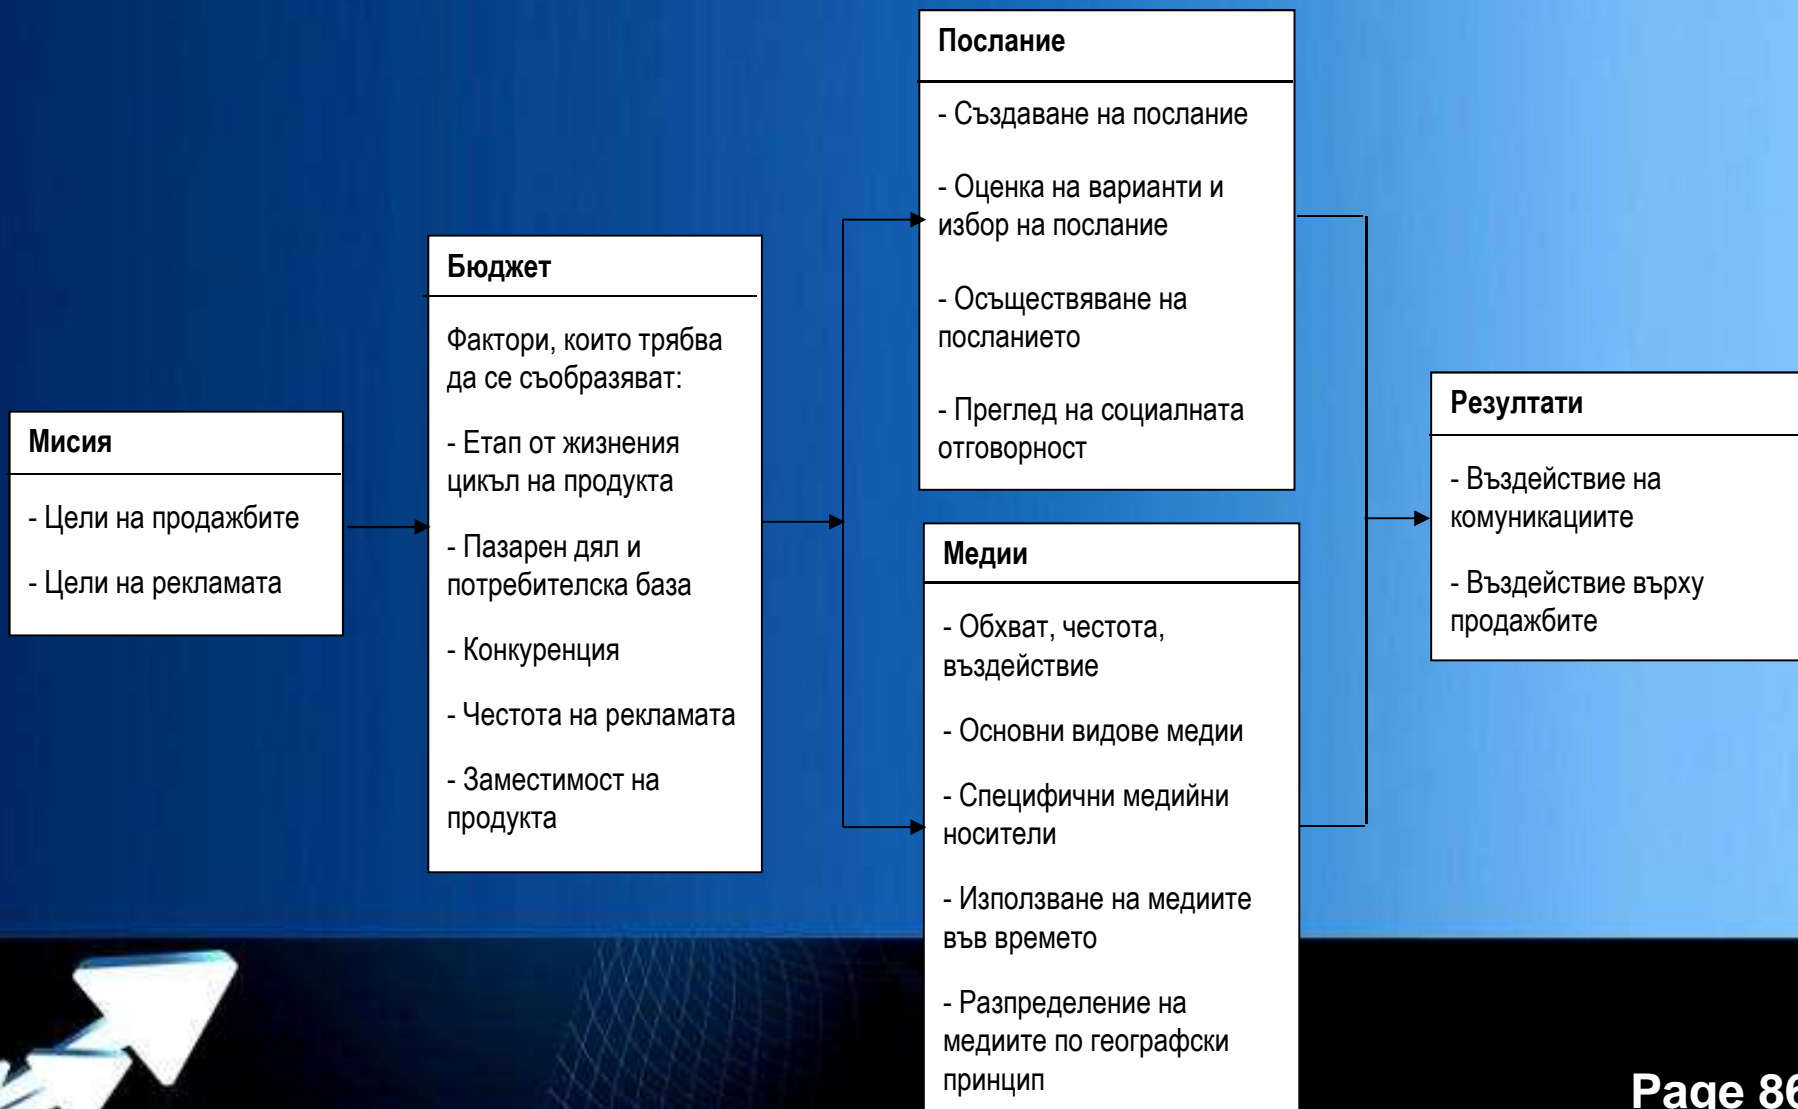 Мисия
- Цели на продажбите
- Цели на рекламата
Бюджет
Фактори, които трябва
да се съобразяват:
- Етап от жизнения
цикъл на продукта
- Пазарен дял и
потребителска база
- Конкуренция
- Честота на рекламата
- Заместимост на
продукта
Послание
- Създаване на послание
- Оценка на варианти и
избор на послание
- Осъществяване на
посланието
- Преглед на социалната
отговорност
Медии
- Обхват, честота,
въздействие
- Основни видове медии
- Специфични медийни
носители
- Използване на медиите
във времето
- Разпределение на
медиите по географски
принцип
Резултати
- Въздействие на
комуникациите
- Въздействие върху
продажбите
Page 86